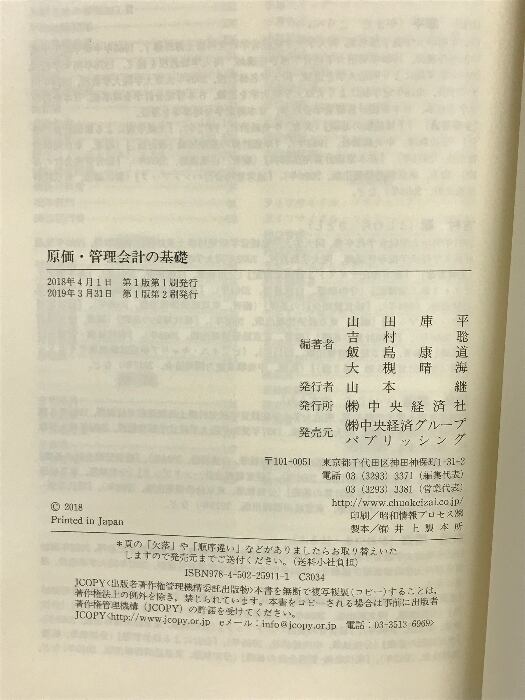 原価・管理会計の基礎
2018年4月1日　第1版第1刷発行
2019年3月31日　第1版第2刷発行
山田庫平
編著者　吉村聡
飯島康道
大槻晴海
発行者　山本継
発行所　㈱中央経済社
発売元　㈱中央経済グループ
パブリッシング
〒101-0051　東京都千代田区神田神保町1-31-2
電話 03 (3293) 3371 (編集代表)
03 (3293) 3381 (営業代表)
http://www.chuokeizai.co.jp/
© 2018
印刷／昭和情報プロセス㈱
Printed in Japan
製本／㈲井上製本所
＊頁の「欠落」や「順序違い」などがありましたらお取り替えいた
しますので発売元までご送付ください。（送料小社負担）
ISBN978-4-502-25911-1　C3034
JCOPY〈出版者著作権管理機構委託出版物〉本書を無断で複写複製（コピー）することは，
著作権法上の例外を除き，禁じられています。本書をコピーされる場合は事前に出版者
著作権管理機構（JCOPY）の許諾を受けてください。
JCOPY〈http://www.jcopy.or.jp　eメール：info@jcopy.or.jp　電話：03-3513-6969〉